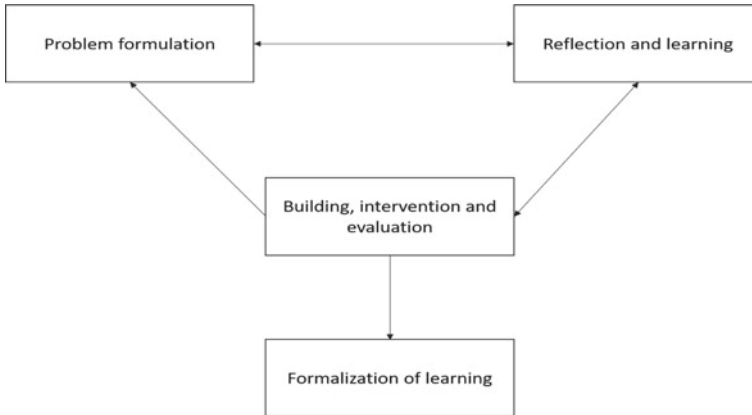 Problem formulation
Reflection and learning
Building, intervention and
evaluation
Formalization of learning